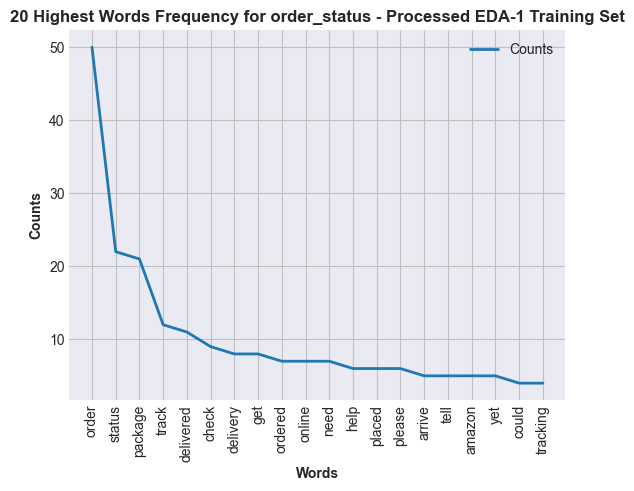 20 Highest Words Frequency for order_status - Processed EDA-1 Training Set
Counts
50
40
30
20
10
Counts
order
status
package
track
delivered
check
delivery
get
ordered
online
need
help
placed
please
arrive
tell
amazon
yet
could
tracking
Words